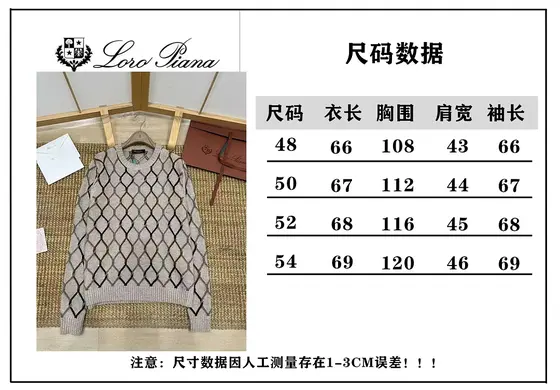 Loro Piana
尺码数据
尺码 衣长 胸围 肩宽 袖长
48 66 108 43 66
50 67 112 44 67
52 68 116 45 68
54 69 120 46 69
注意：尺寸数据因人工测量存在1-3CM误差！！！